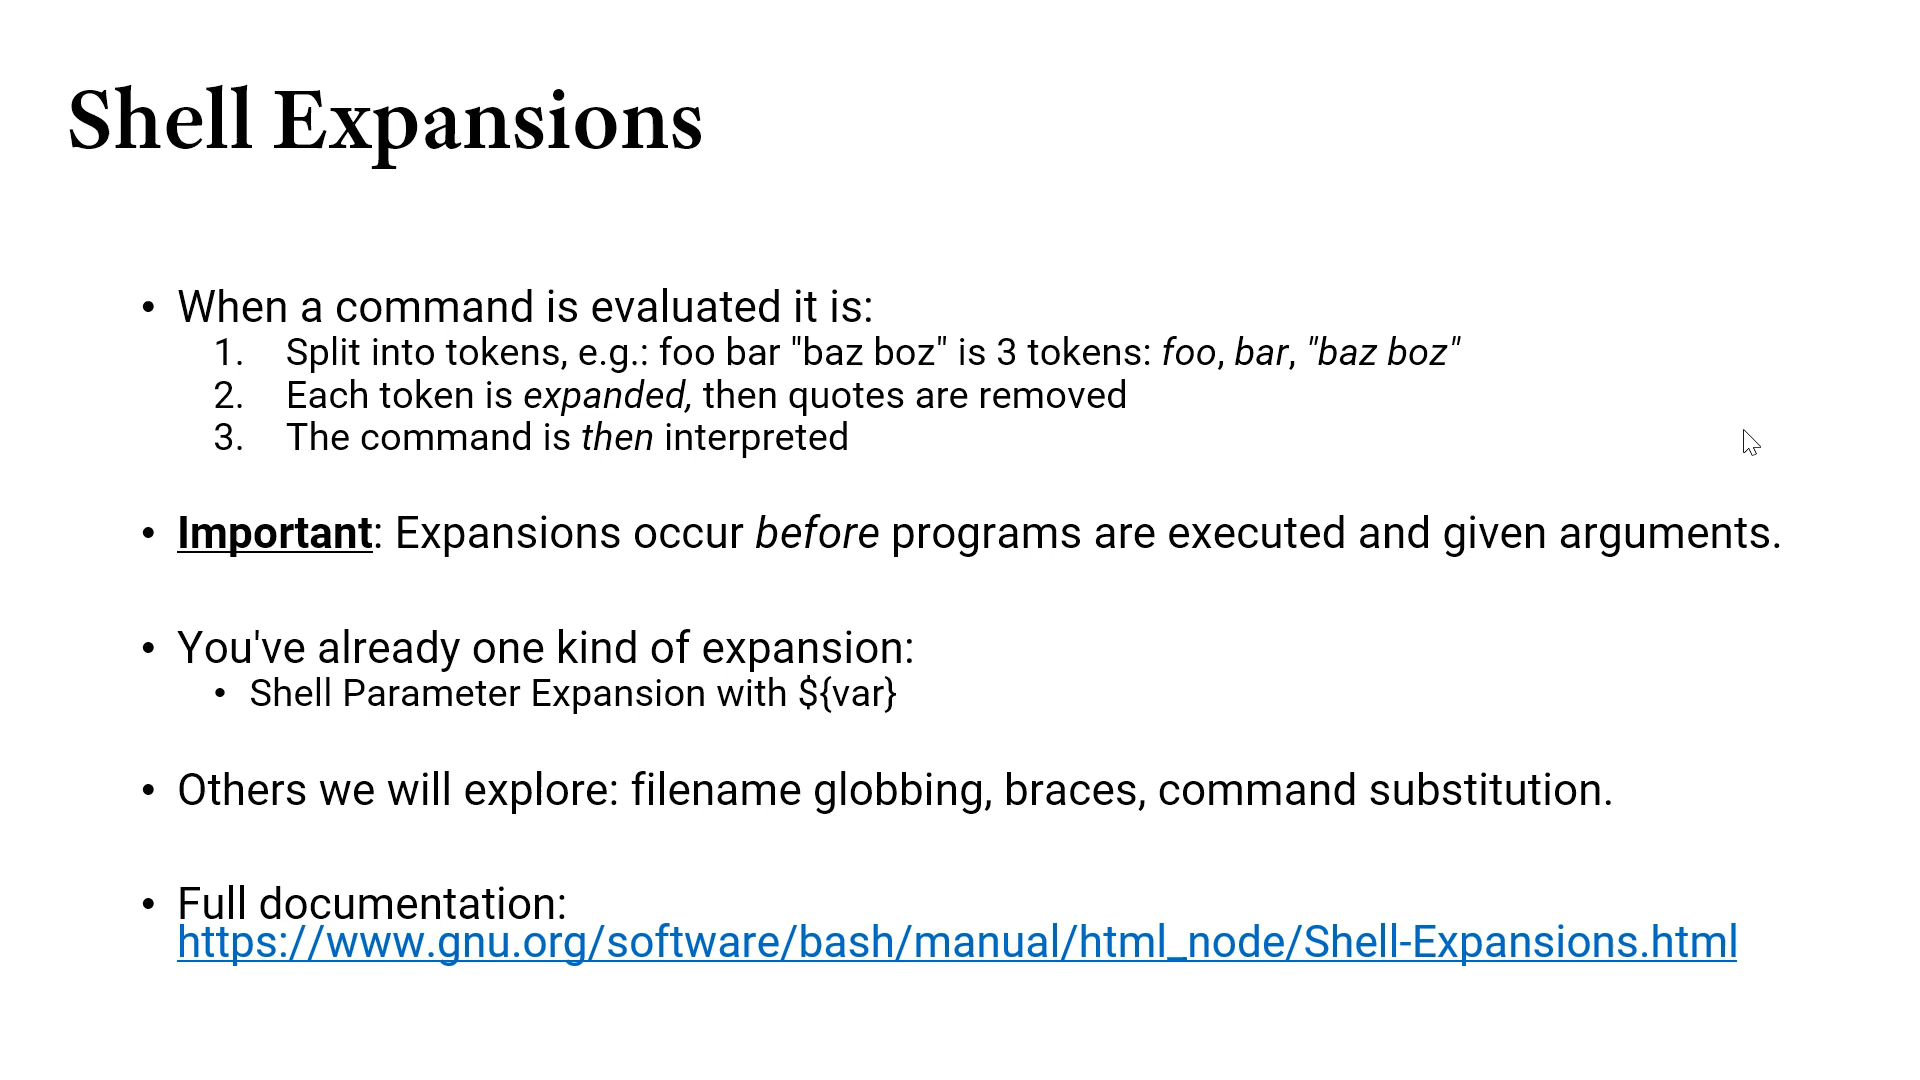 Shell Expansions
• When a command is evaluated it is:
1. Split into tokens, e.g.: foo bar "baz boz" is 3 tokens: foo, bar, "baz boz"
2. Each token is expanded, then quotes are removed
3. The command is then interpreted
• Important: Expansions occur before programs are executed and given arguments.
• You've already one kind of expansion:
• Shell Parameter Expansion with ${var}
• Others we will explore: filename globbing, braces, command substitution.
• Full documentation:
https://www.gnu.org/software/bash/manual/html_node/Shell-Expansions.html